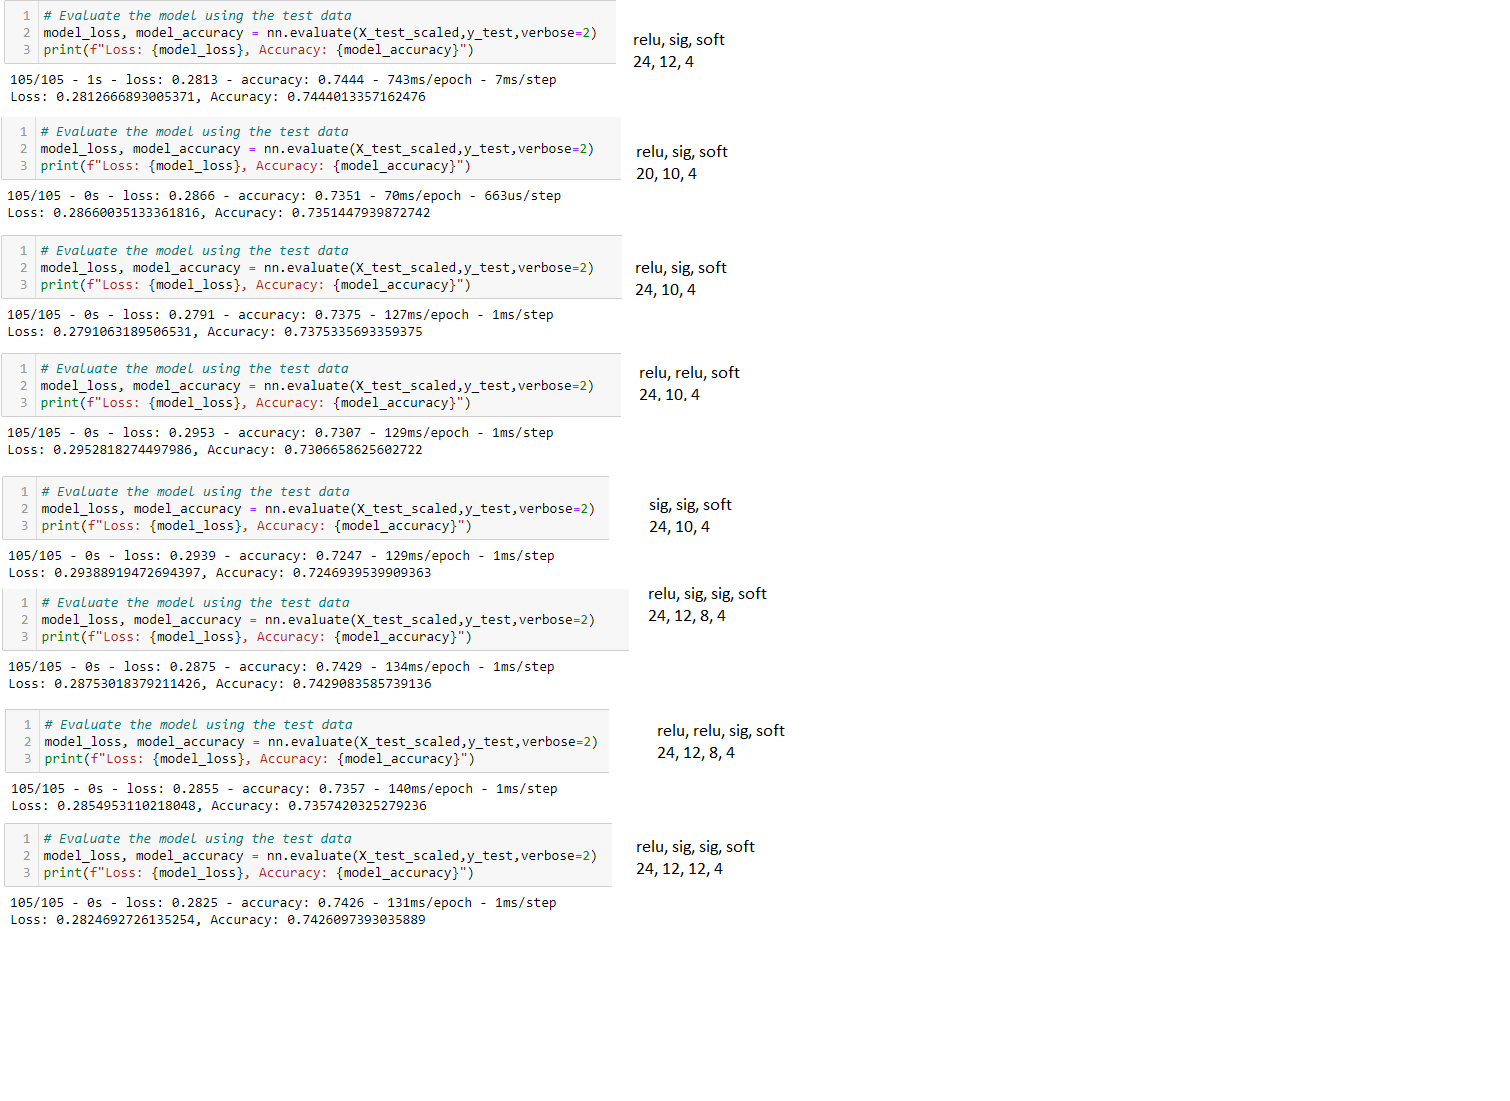 1 # Evaluate the model using the test data
2 model_loss, model_accuracy = nn.evaluate(X_test_scaled,y_test,verbose=2)
3 print(f"Loss: {model_loss}, Accuracy: {model_accuracy}")
relu, sig, soft
24, 12, 4
105/105 - 1s - loss: 0.2813 - accuracy: 0.7444 - 743ms/epoch - 7ms/step
Loss: 0.2812666893005371, Accuracy: 0.7444013357162476
1 # Evaluate the model using the test data
2 model_loss, model_accuracy = nn.evaluate(X_test_scaled,y_test,verbose=2)
3 print(f"Loss: {model_loss}, Accuracy: {model_accuracy}")
relu, sig, soft
20, 10, 4
105/105 - 0s - loss: 0.2866 - accuracy: 0.7351 - 70ms/epoch - 663us/step
Loss: 0.28660035133361816, Accuracy: 0.7351447939872742
1 # Evaluate the model using the test data
2 model_loss, model_accuracy = nn.evaluate(X_test_scaled,y_test,verbose=2)
3 print(f"Loss: {model_loss}, Accuracy: {model_accuracy}")
relu, sig, soft
24, 10, 4
105/105 - 0s - loss: 0.2791 - accuracy: 0.7375 - 127ms/epoch - 1ms/step
Loss: 0.2791063189506531, Accuracy: 0.7375335693359375
1 # Evaluate the model using the test data
2 model_loss, model_accuracy = nn.evaluate(X_test_scaled,y_test,verbose=2)
3 print(f"Loss: {model_loss}, Accuracy: {model_accuracy}")
relu, relu, soft
24, 10, 4
105/105 - 0s - loss: 0.2953 - accuracy: 0.7307 - 129ms/epoch - 1ms/step
Loss: 0.2952818274497986, Accuracy: 0.7306658625602722
1 # Evaluate the model using the test data
2 model_loss, model_accuracy = nn.evaluate(X_test_scaled,y_test,verbose=2)
3 print(f"Loss: {model_loss}, Accuracy: {model_accuracy}")
sig, sig, soft
24, 10, 4
105/105 - 0s - loss: 0.2939 - accuracy: 0.7247 - 129ms/epoch - 1ms/step
Loss: 0.29388919472694397, Accuracy: 0.7246939539909363
1 # Evaluate the model using the test data
2 model_loss, model_accuracy = nn.evaluate(X_test_scaled,y_test,verbose=2)
3 print(f"Loss: {model_loss}, Accuracy: {model_accuracy}")
relu, sig, sig, soft
24, 12, 8, 4
105/105 - 0s - loss: 0.2875 - accuracy: 0.7429 - 134ms/epoch - 1ms/step
Loss: 0.28753018379211426, Accuracy: 0.7429083585739136
1 # Evaluate the model using the test data
2 model_loss, model_accuracy = nn.evaluate(X_test_scaled,y_test,verbose=2)
3 print(f"Loss: {model_loss}, Accuracy: {model_accuracy}")
relu, relu, sig, soft
24, 12, 8, 4
105/105 - 0s - loss: 0.2855 - accuracy: 0.7357 - 140ms/epoch - 1ms/step
Loss: 0.2854953110218048, Accuracy: 0.7357420325279236
1 # Evaluate the model using the test data
2 model_loss, model_accuracy = nn.evaluate(X_test_scaled,y_test,verbose=2)
3 print(f"Loss: {model_loss}, Accuracy: {model_accuracy}")
relu, sig, sig, soft
24, 12, 12, 4
105/105 - 0s - loss: 0.2825 - accuracy: 0.7426 - 131ms/epoch - 1ms/step
Loss: 0.2824692726135254, Accuracy: 0.7426097393035889